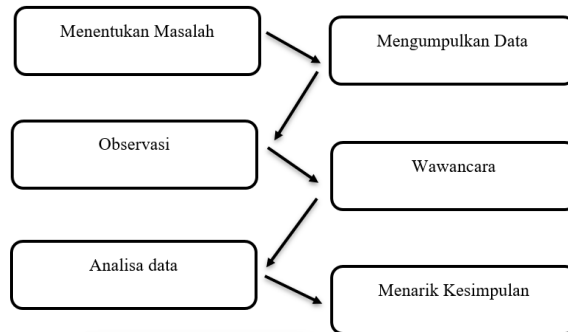 Menentukan Masalah
Mengumpulkan Data
Observasi
Wawancara
Analisa data
Menarik Kesimpulan